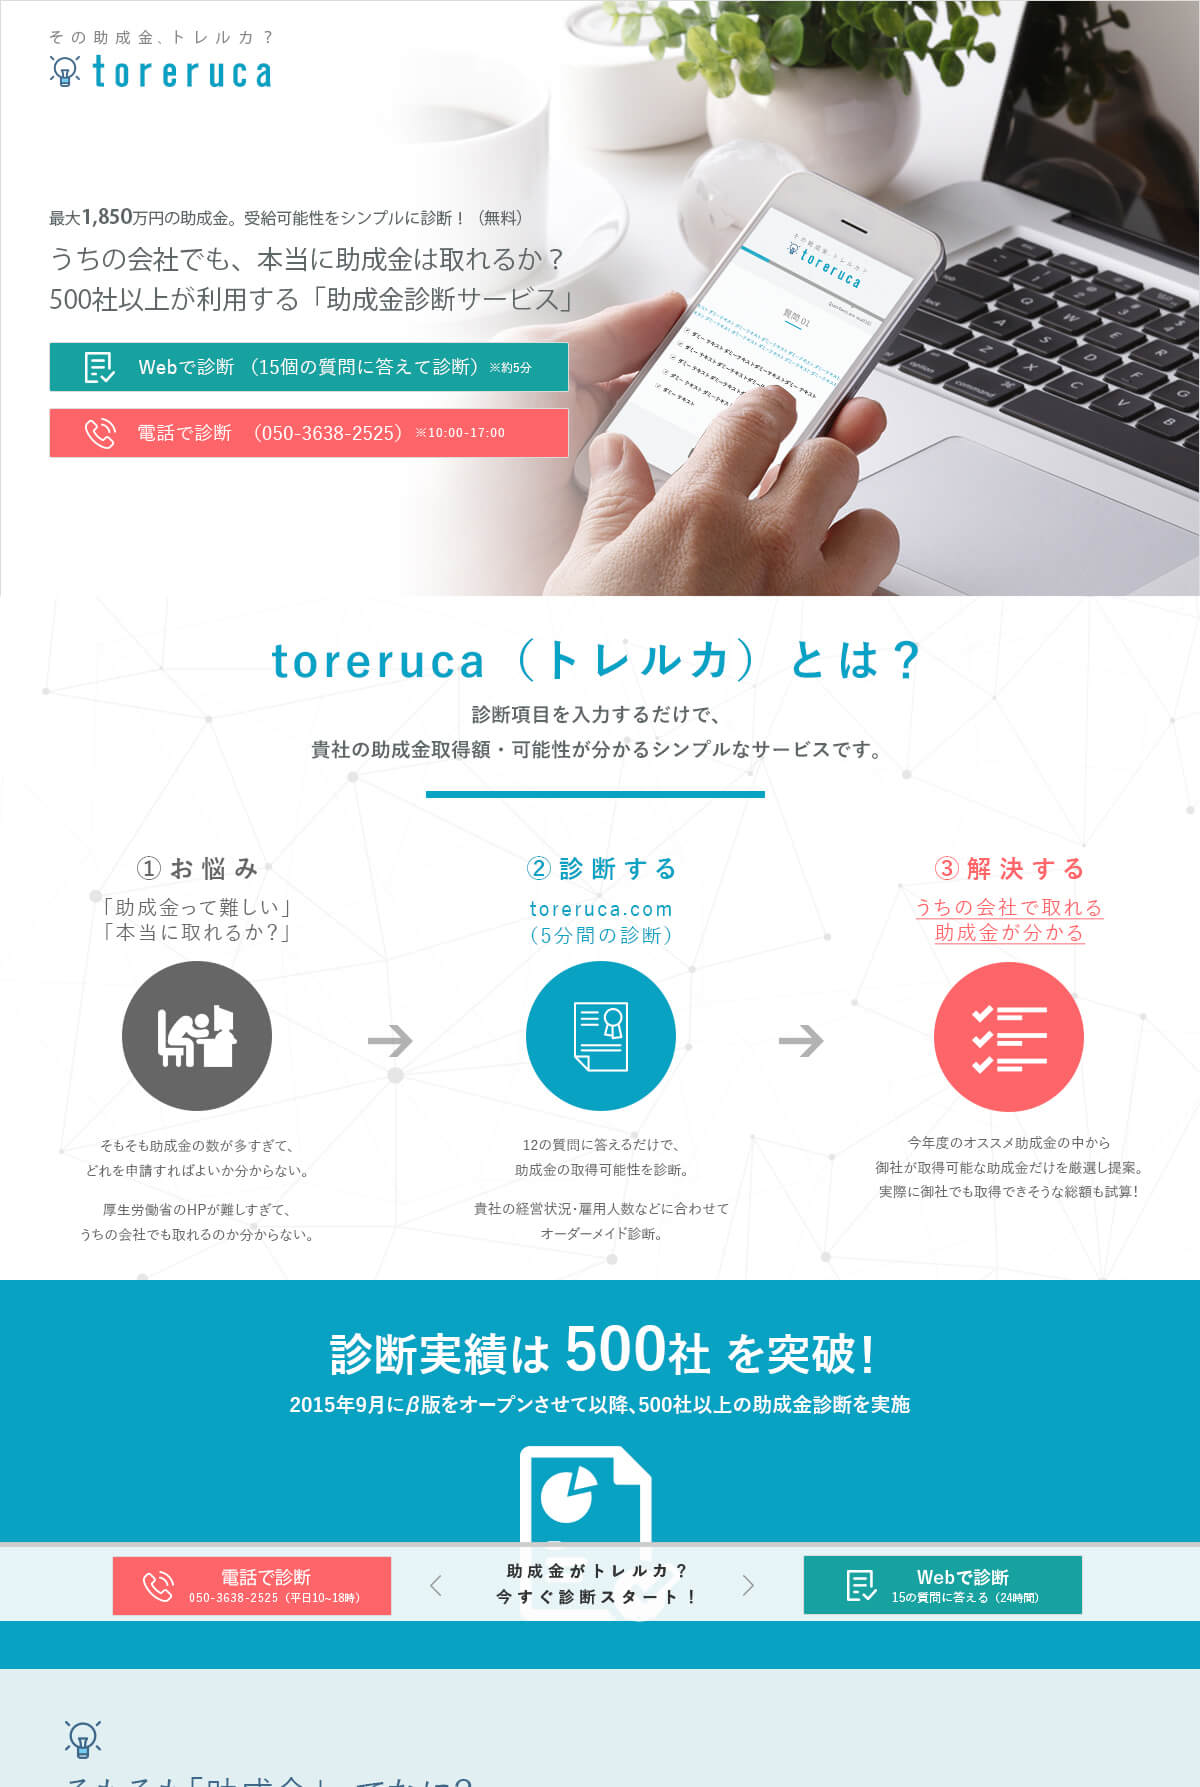 その助成金、トレルカ？
toreruca
最大1,850万円の助成金。受給可能性をシンプルに診断！（無料）
うちの会社でも、本当に助成金は取れるか？
500社以上が利用する「助成金診断サービス」
Webで診断 （15個の質問に答えて診断）※約5分
電話で診断 （050-3638-2525）※10:00-17:00
その助成金、トレルカ？
toreruca
質問 01
toreruca（トレルカ）とは？
診断項目を入力するだけで、
貴社の助成金取得額・可能性が分かるシンプルなサービスです。
①お悩み
「助成金って難しい」
「本当に取れるか？」
そもそも助成金の数が多すぎて、
どれを申請すればよいか分からない。
厚生労働省のHPが難しすぎて、
うちの会社でも取れるのか分からない。
②診断する
toreruca.com
（5分間の診断）
12の質問に答えるだけで、
助成金の取得可能性を診断。
貴社の経営状況・雇用人数などに合わせて
オーダーメイド診断。
③解決する
うちの会社で取れる
助成金が分かる
今年度のオススメ助成金の中から
御社が取得可能な助成金だけを厳選し提案。
実際に御社でも取得できそうな総額も試算！
診断実績は 500社 を突破！
2015年9月にβ版をオープンさせて以降、500社以上の助成金診断を実施
電話で診断
050-3638-2525（平日10~18時）
助成金がトレルカ？
今すぐ診断スタート！
Webで診断
15の質問に答える（24時間）
そもそも「助成金」ってなに？